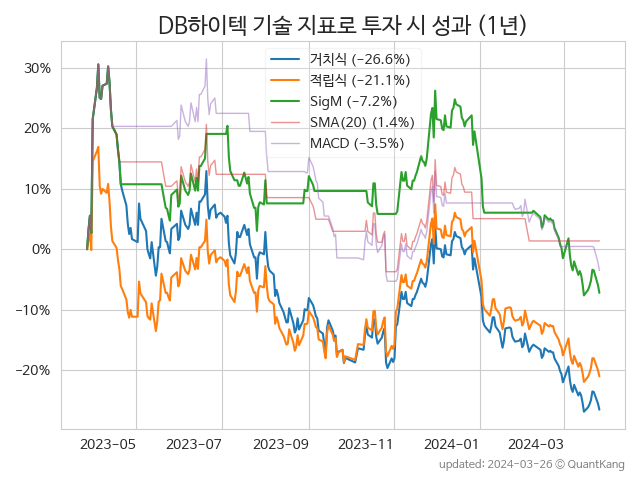 DB하이텍 기술 지표로 투자 시 성과 (1년)
거치식 (−26.6%)
적립식 (−21.1%)
SigM (−7.2%)
SMA(20) (1.4%)
MACD (−3.5%)
30%
20%
10%
0%
−10%
−20%
2023-05
2023-07
2023-09
2023-11
2024-01
2024-03
updated: 2024-03-26 © QuantKang